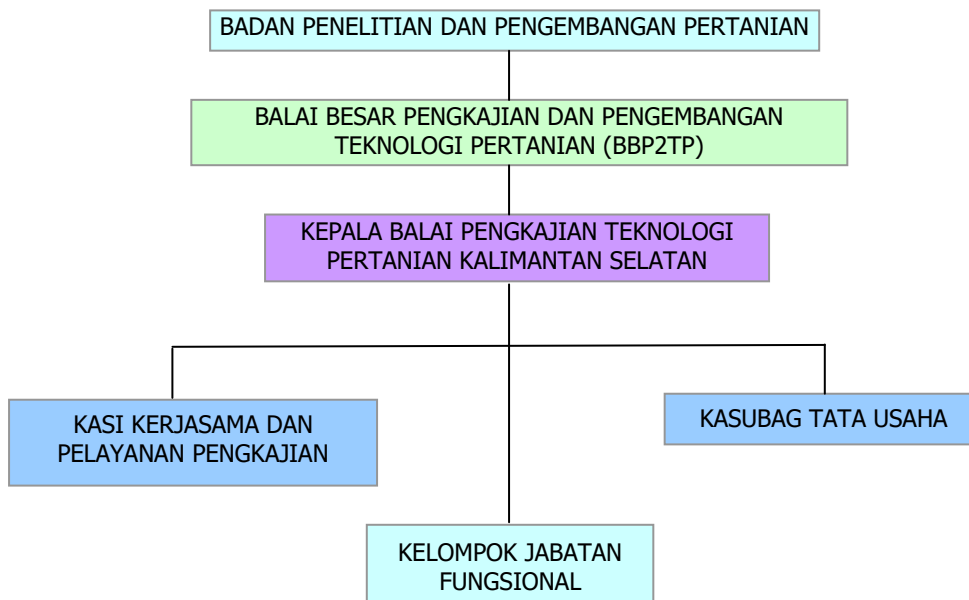 BADAN PENELITIAN DAN PENGEMBANGAN PERTANIAN
BALAI BESAR PENGKAJIAN DAN PENGEMBANGAN
TEKNOLOGI PERTANIAN (BBP2TP)
KEPALA BALAI PENGKAJIAN TEKNOLOGI
PERTANIAN KALIMANTAN SELATAN
KASI KERJASAMA DAN
PELAYANAN PENGKAJIAN
KASUBAG TATA USAHA
KELOMPOK JABATAN
FUNGSIONAL